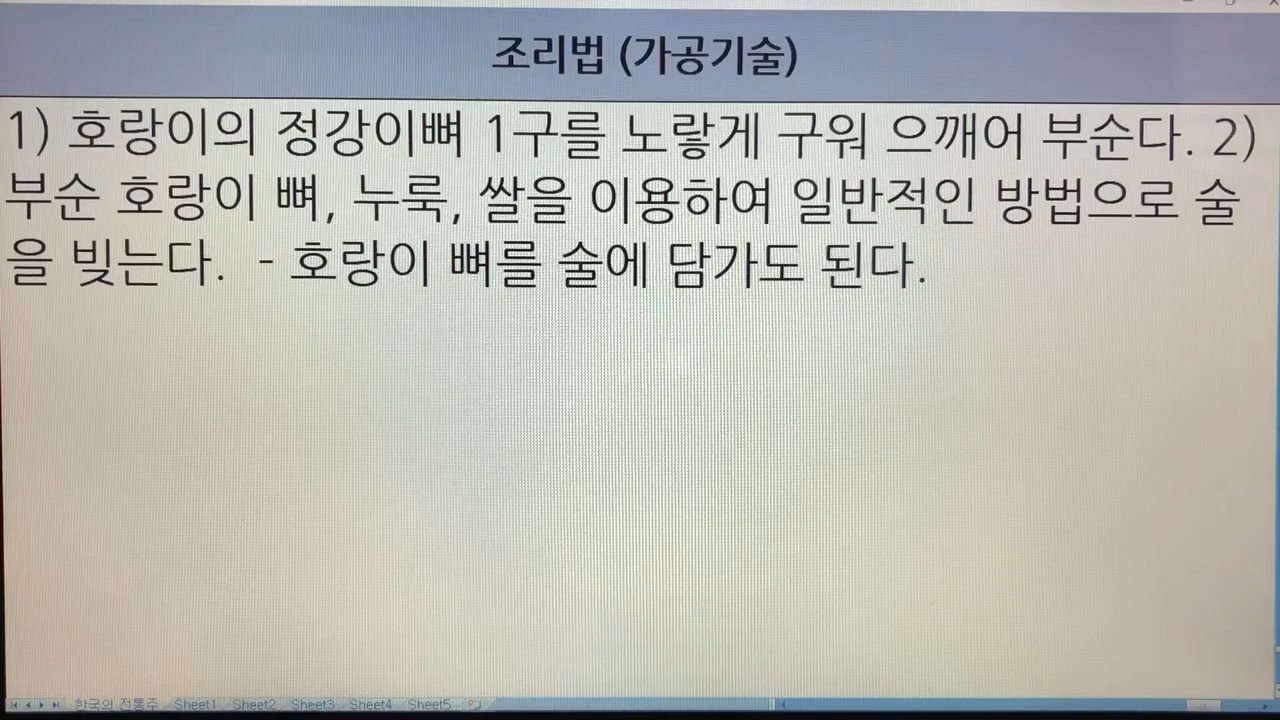 조리법 (가공기술)
1) 호랑이의 정강이뼈 1구를 노랗게 구워 으깨어 부순다. 2)
부순 호랑이 뼈, 누룩, 쌀을 이용하여 일반적인 방법으로 술
을 빚는다.  - 호랑이 뼈를 술에 담가도 된다.
한국의 전통주 Sheet1 Sheet2 Sheet3 Sheet4 Sheet5